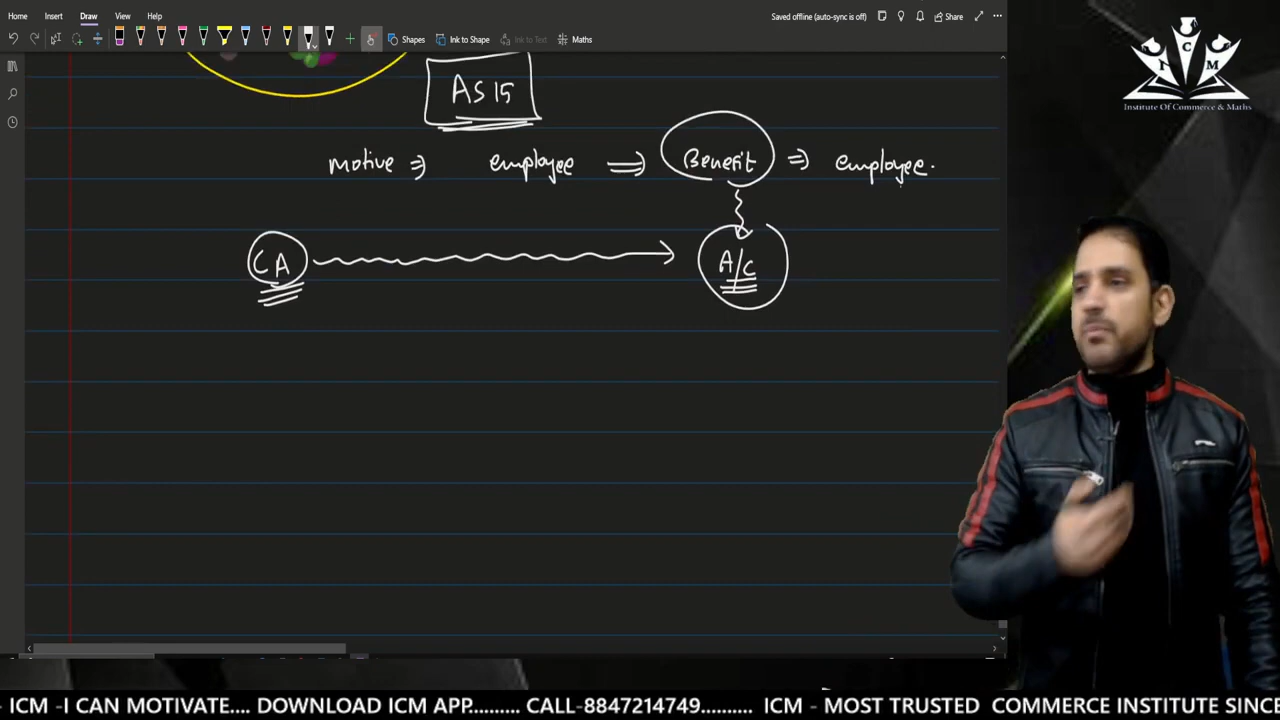 Home Insert Draw View Help
Saved offline (auto-sync is off)
Share
Shapes
Ink to Shape
Ink to Text
Maths
I C M
Institute Of Commerce & Maths
AS 15
motive ⇒ employee ⇒ Benefit ⇒ employee.
CA
A/C
- ICM -I CAN MOTIVATE.... DOWNLOAD ICM APP......... CALL-8847214749......... ICM - MOST TRUSTED COMMERCE INSTITUTE SINCE